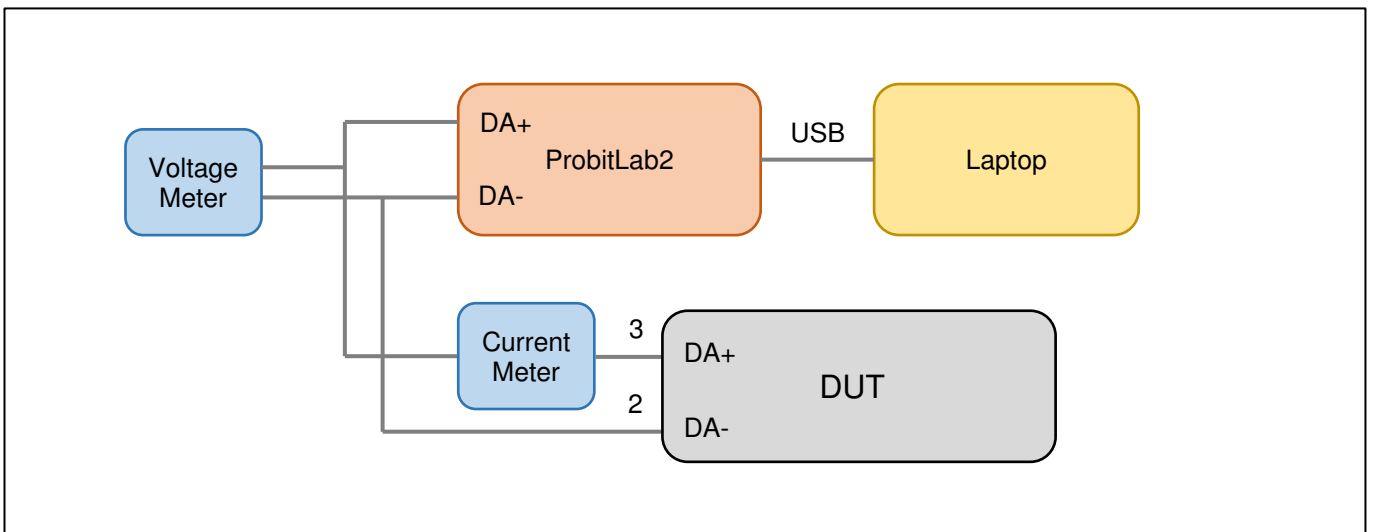 DA+
USB
Voltage
Meter
ProbitLab2
Laptop
DA-
Current
Meter
3
DA+
DUT
2
DA-